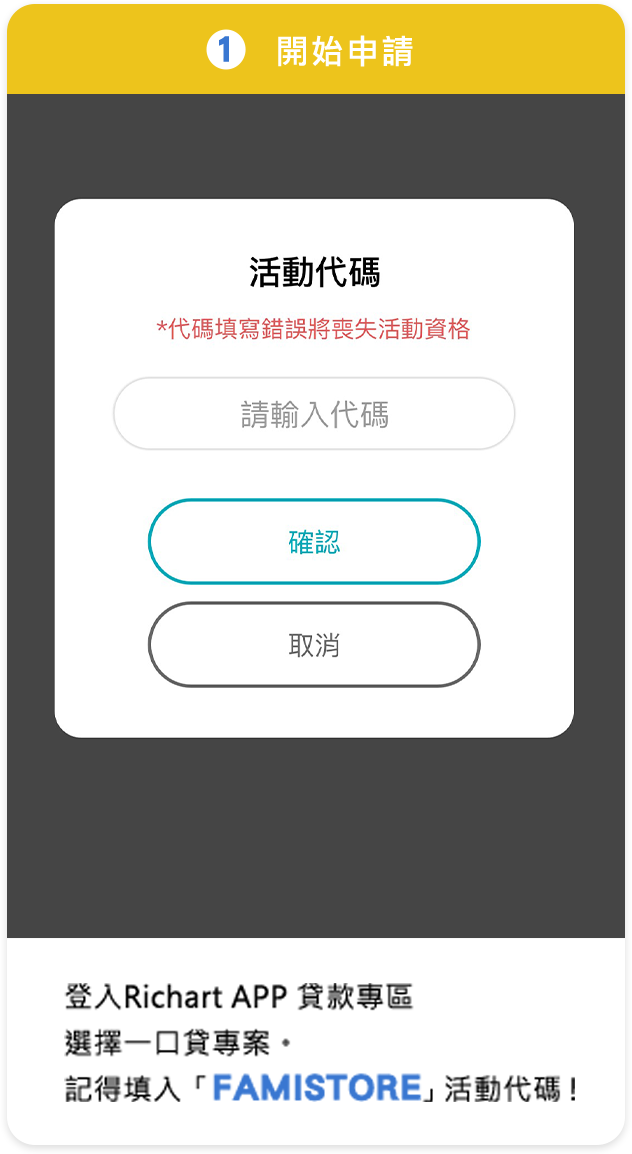 1 開始申請
活動代碼
*代碼填寫錯誤將喪失活動資格
請輸入代碼
確認
取消
登入Richart APP 貸款專區
選擇一口貸專案。
記得填入「FAMISTORE」活動代碼！